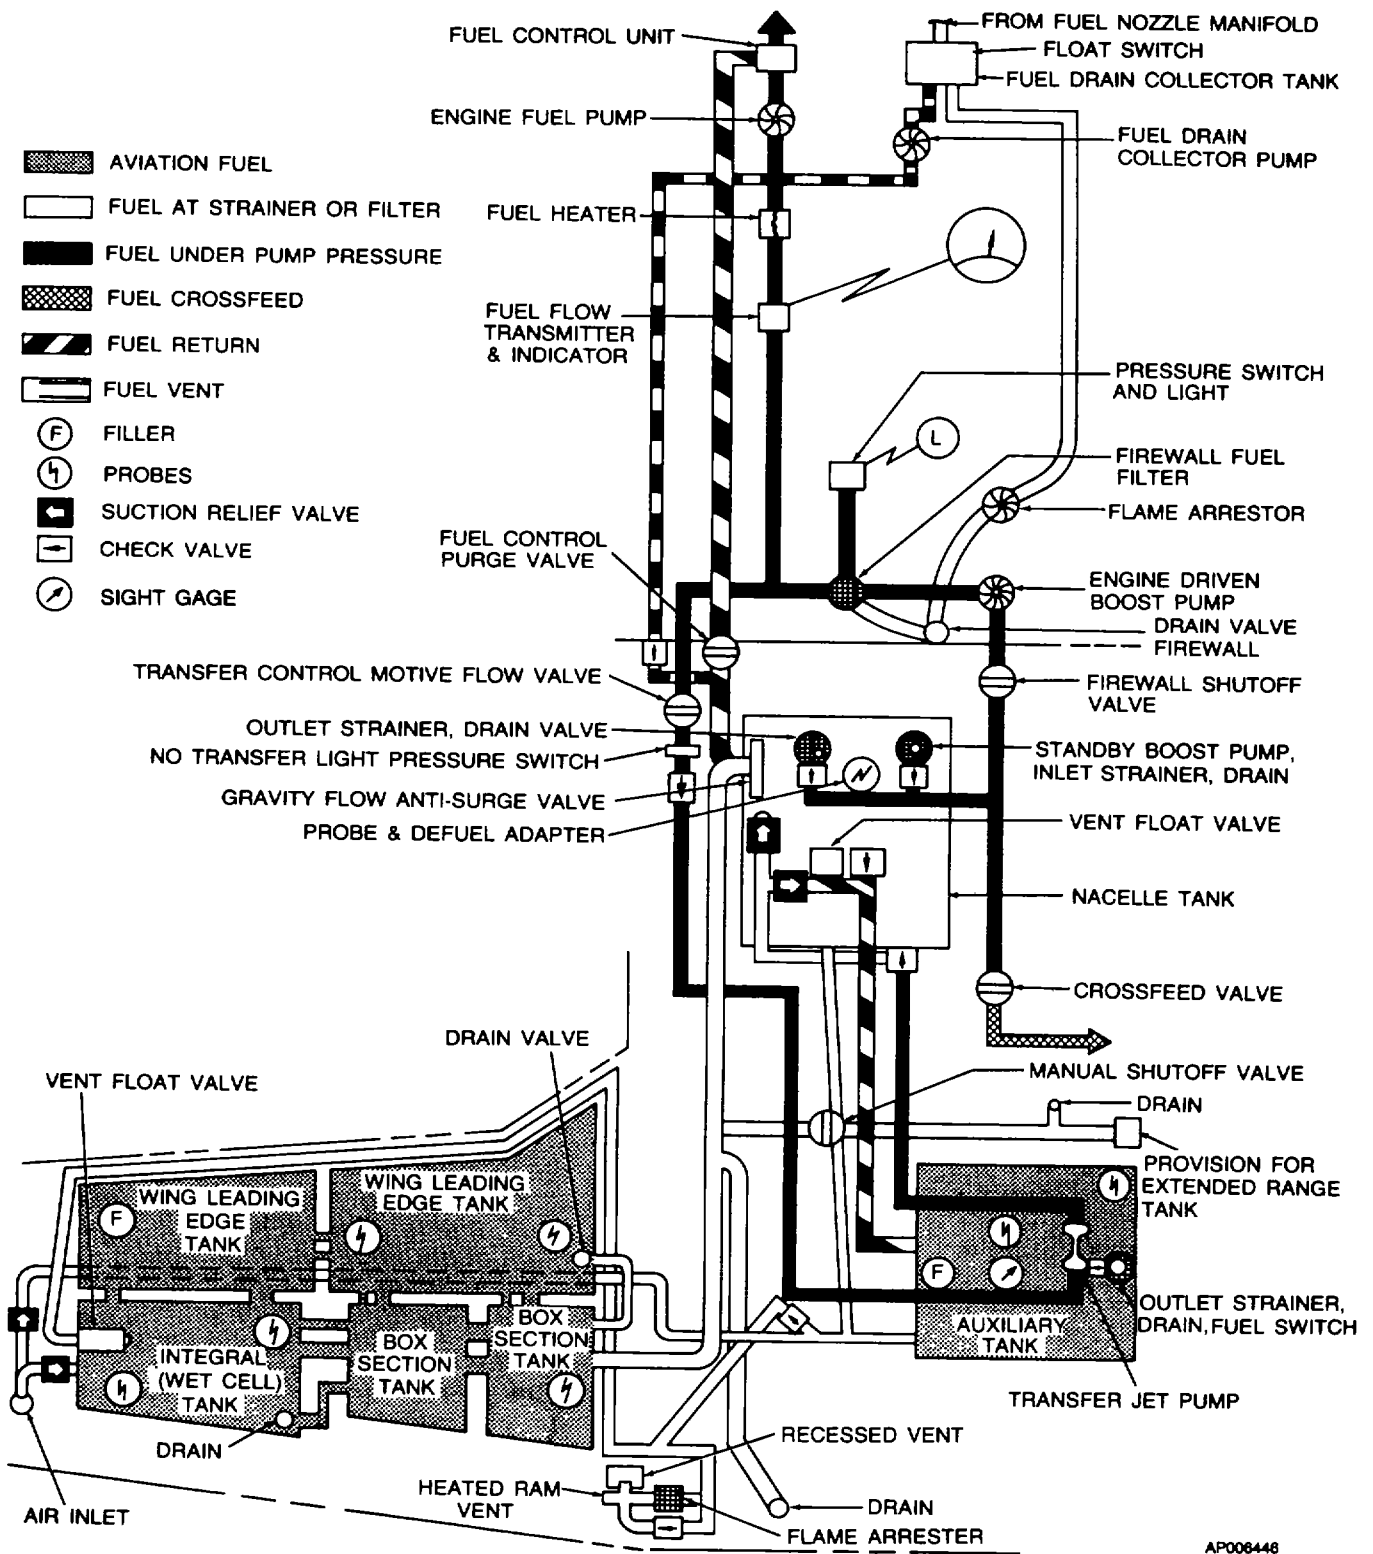 FUEL CONTROL UNIT
FROM FUEL NOZZLE MANIFOLD
FLOAT SWITCH
FUEL DRAIN COLLECTOR TANK
ENGINE FUEL PUMP
FUEL DRAIN
COLLECTOR PUMP
AVIATION FUEL
FUEL AT STRAINER OR FILTER
FUEL UNDER PUMP PRESSURE
FUEL CROSSFEED
FUEL RETURN
FUEL VENT
F FILLER
PROBES
SUCTION RELIEF VALVE
CHECK VALVE
SIGHT GAGE
FUEL HEATER
FUEL FLOW
TRANSMITTER
& INDICATOR
PRESSURE SWITCH
AND LIGHT
L
FIREWALL FUEL
FILTER
FLAME ARRESTOR
FUEL CONTROL
PURGE VALVE
ENGINE DRIVEN
BOOST PUMP
DRAIN VALVE
FIREWALL
TRANSFER CONTROL MOTIVE FLOW VALVE
FIREWALL SHUTOFF
VALVE
OUTLET STRAINER, DRAIN VALVE
NO TRANSFER LIGHT PRESSURE SWITCH
STANDBY BOOST PUMP,
INLET STRAINER, DRAIN
GRAVITY FLOW ANTI-SURGE VALVE
PROBE & DEFUEL ADAPTER
VENT FLOAT VALVE
NACELLE TANK
CROSSFEED VALVE
DRAIN VALVE
VENT FLOAT VALVE
MANUAL SHUTOFF VALVE
DRAIN
PROVISION FOR
EXTENDED RANGE
TANK
WING LEADING
EDGE
TANK
F
WING LEADING
EDGE TANK
F
AUXILIARY
TANK
OUTLET STRAINER,
DRAIN, FUEL SWITCH
TRANSFER JET PUMP
INTEGRAL
(WET CELL)
TANK
BOX
SECTION
TANK
BOX
SECTION
TANK
DRAIN
AIR INLET
RECESSED VENT
HEATED RAM
VENT
DRAIN
FLAME ARRESTER
AP006446